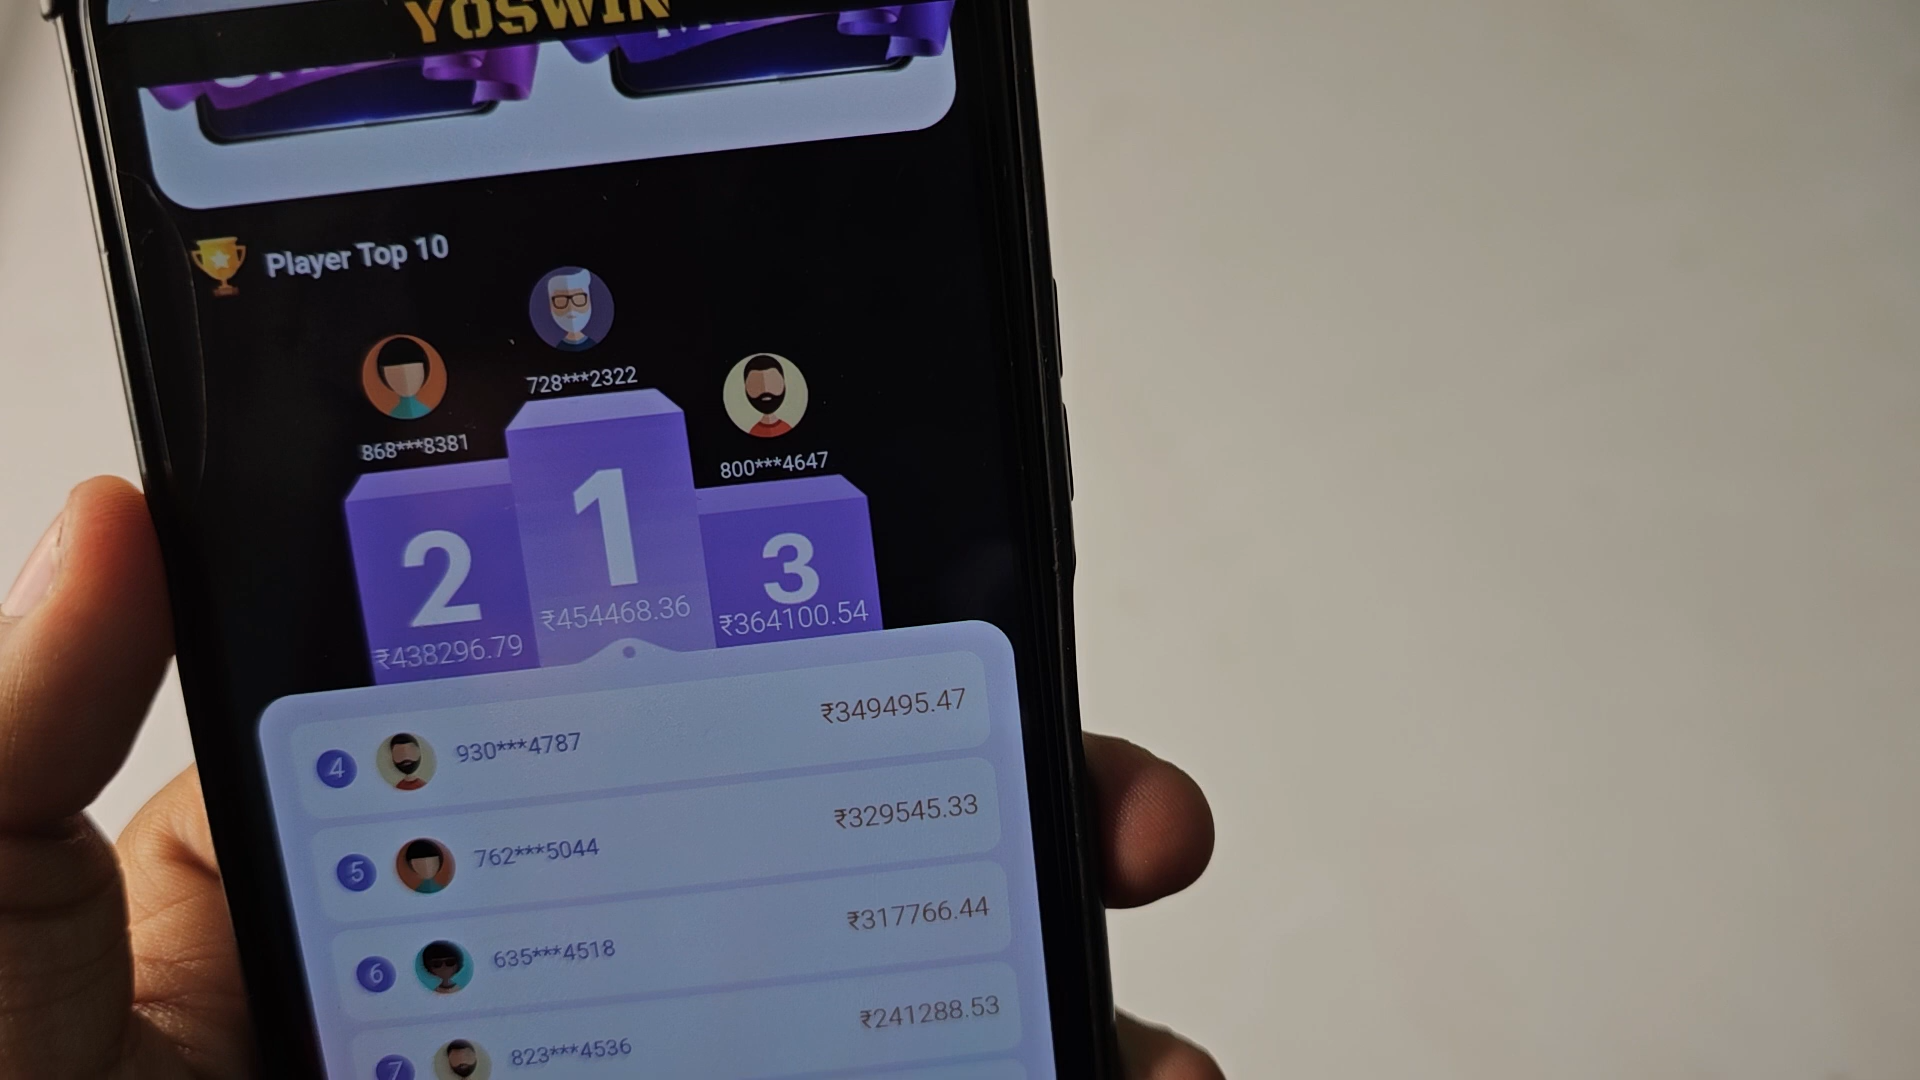 YOSWIN
Player Top 10
728***2322
868***8381
800***4647
1
2
3
₹454468.36
₹438296.79
₹364100.54
4 930***4787 ₹349495.47
5 762***5044 ₹329545.33
6 635***4518 ₹317766.44
7 823***4536 ₹241288.53